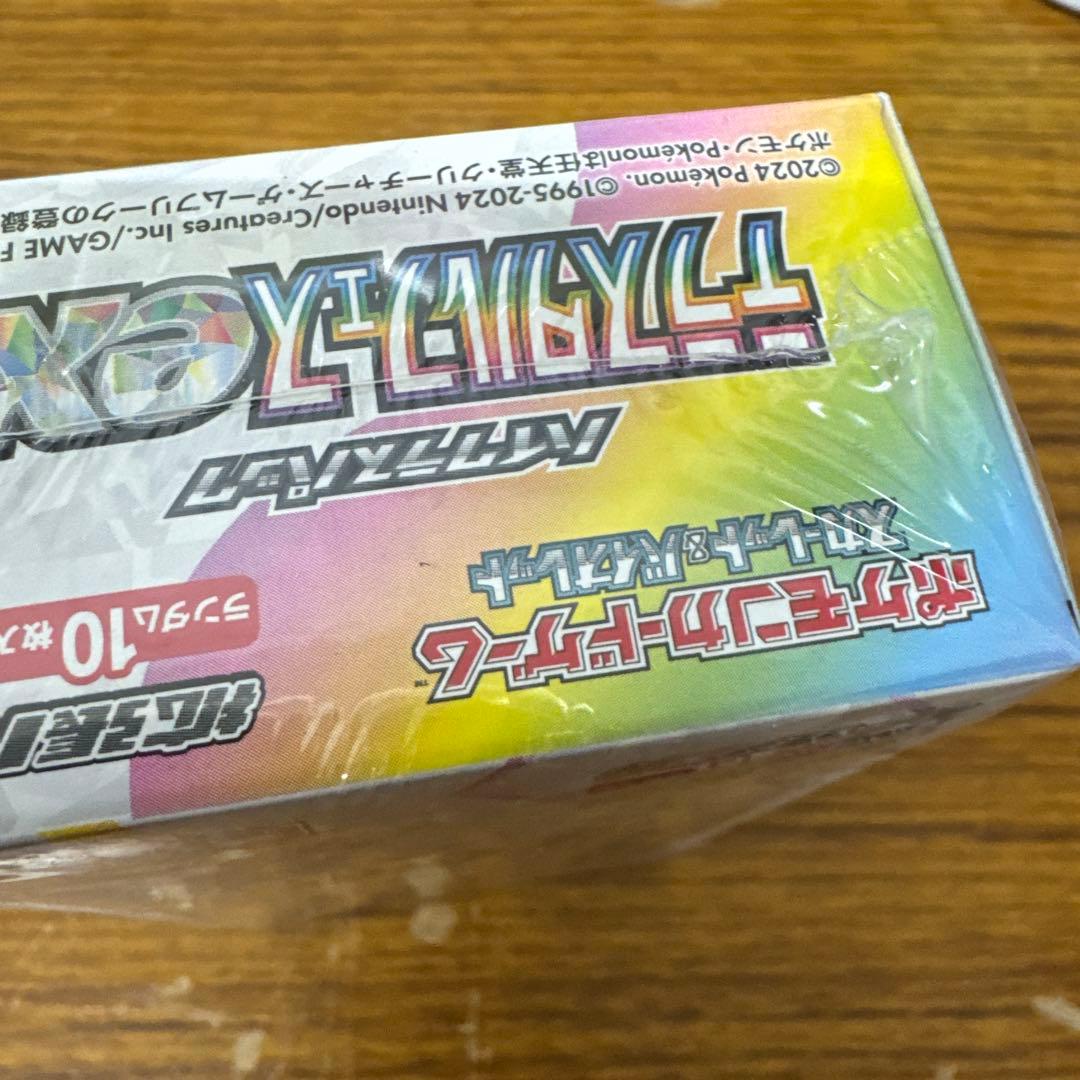 ポケモンカードゲーム™
スカーレット&バイオレット
拡張
ランダム10枚入
ハイクラスパック
テラスタルフェスex
©2024 Pokémon. ©1995-2024 Nintendo/Creatures Inc./GAME F
ポケモン・Pokémonは任天堂・クリーチャーズ・ゲームフリークの登録